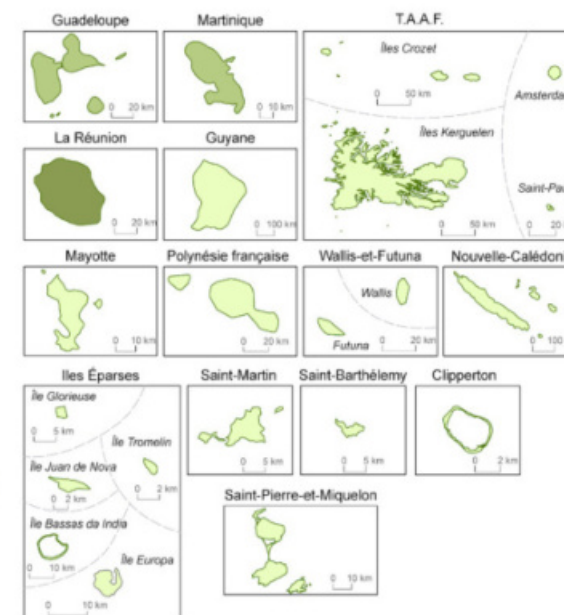 Guadeloupe
0 20 km
Martinique
0 10 km
T.A.A.F.
Îles Crozet
0 50 km
Amsterda
Îles Kerguelen
0 50 km
Saint-Pau
0 20
La Réunion
0 20 km
Guyane
0 100 km
Mayotte
0 10 km
Polynésie française
0 20 km
Wallis-et-Futuna
Wallis
Futuna
0 20 km
Nouvelle-Calédoni
0 100
Iles Éparses
Île Glorieuse
0 5 km
Île Tromelin
0 2 km
Île Juan de Nova
0 2 km
Île Bassas da India
0 10 km
Île Europa
0 10 km
Saint-Martin
0 5 km
Saint-Barthélemy
0 5 km
Clipperton
0 2 km
Saint-Pierre-et-Miquelon
0 10 km